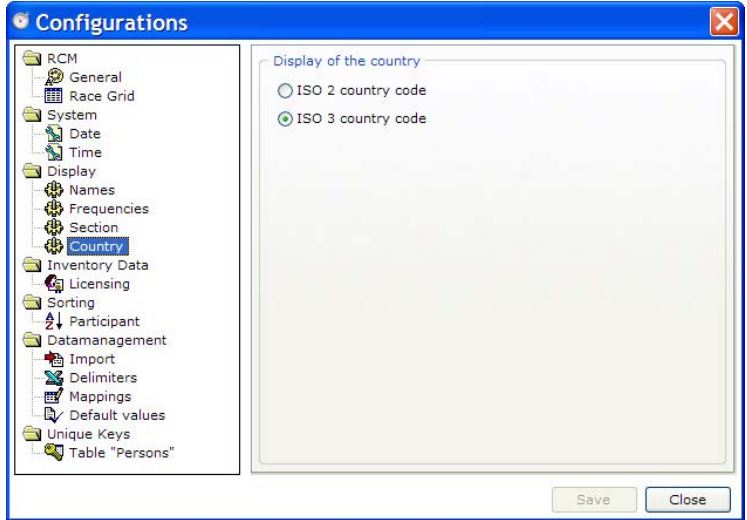 Configurations
RCM
General
Race Grid
System
Date
Time
Display
Names
Frequencies
Section
Country
Inventory Data
Licensing
Sorting
Participant
Datamanagement
Import
Delimiters
Mappings
Default values
Unique Keys
Table "Persons"
Display of the country
ISO 2 country code
ISO 3 country code
Save
Close